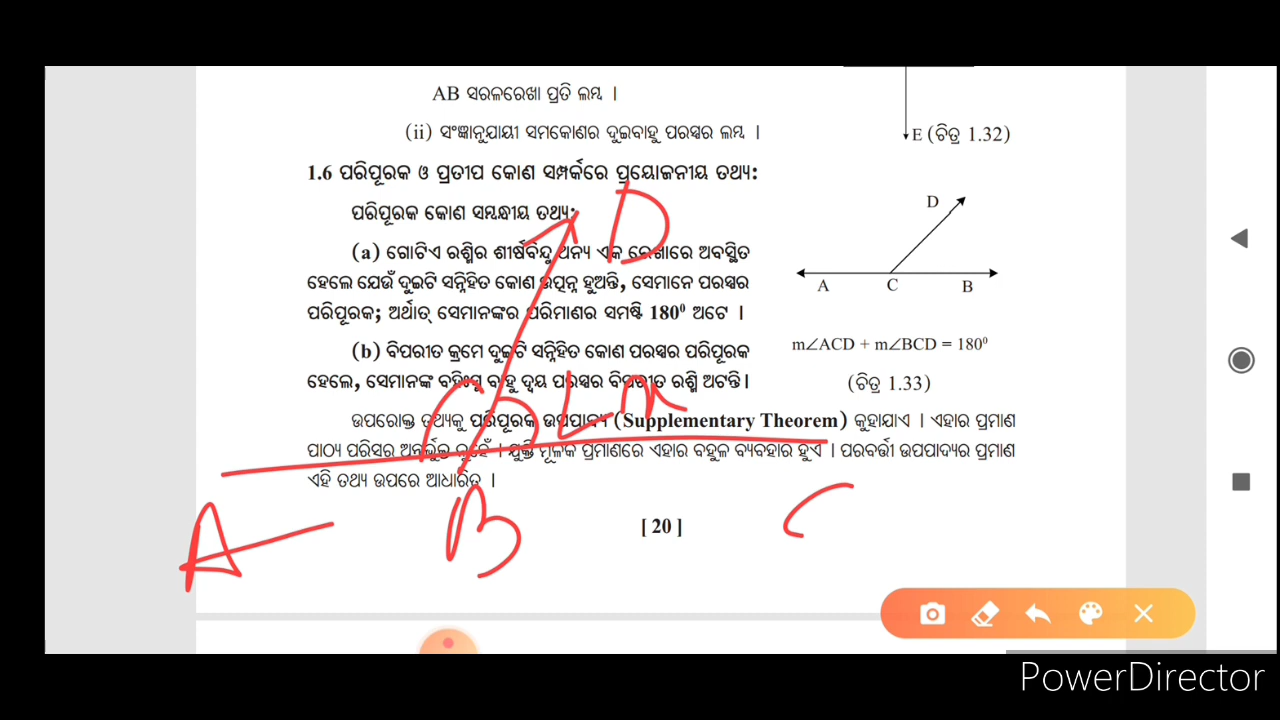 AB ସରଳରେଖା ପ୍ରତି ଲମ୍ବ ।
(ii) ସଂଜ୍ଞାନୁଯାୟୀ ସମକୋଣର ଦୁଇବାହୁ ପରସ୍ପର ଲମ୍ବ ।
E (ଚିତ୍ର 1.32)
1.6 ପରିପୂରକ ଓ ପ୍ରତୀପ କୋଣ ସମ୍ପର୍କରେ ପ୍ରୟୋଜନୀୟ ତଥ୍ୟ:
ପରିପୂରକ କୋଣ ସମ୍ବନ୍ଧୀୟ ତଥ୍ୟ:
(a) ଗୋଟିଏ ରଶ୍ମିର ଶୀର୍ଷବିନ୍ଦୁ ଅନ୍ୟ ଏକ ରେଖାରେ ଅବସ୍ଥିତ
ହେଲେ ଯେଉଁ ଦୁଇଟି ସନ୍ନିହିତ କୋଣ ଉତ୍ପନ୍ନ ହୁଅନ୍ତି, ସେମାନେ ପରସ୍ପର
ପରିପୂରକ; ଅର୍ଥାତ୍ ସେମାନଙ୍କର ପରିମାଣର ସମଷ୍ଟି 180⁰ ଅଟେ ।
(b) ବିପରୀତ କ୍ରମେ ଦୁଇଟି ସନ୍ନିହିତ କୋଣ ପରସ୍ପର ପରିପୂରକ
ହେଲେ, ସେମାନଙ୍କ ବହିଃସ୍ଥ ବାହୁ ଦ୍ୱୟ ପରସ୍ପର ବିପରୀତ ରଶ୍ମି ଅଟନ୍ତି।
D
A C B
m∠ACD + m∠BCD = 180⁰
(ଚିତ୍ର 1.33)
ଉପରୋକ୍ତ ତଥ୍ୟକୁ ପରିପୂରକ ଉପପାଦ୍ୟ (Supplementary Theorem) କୁହାଯାଏ । ଏହାର ପ୍ରମାଣ
ପାଠ୍ୟ ପରିସର ଅନ୍ତର୍ଭୁକ୍ତ ନୁହେଁ । ଯୁକ୍ତି ମୂଳକ ପ୍ରମାଣରେ ଏହାର ବହୁଳ ବ୍ୟବହାର ହୁଏ । ପରବର୍ତ୍ତୀ ଉପପାଦ୍ୟର ପ୍ରମାଣ
ଏହି ତଥ୍ୟ ଉପରେ ଆଧାରିତ ।
[ 20 ]
D
A B C
PowerDirector